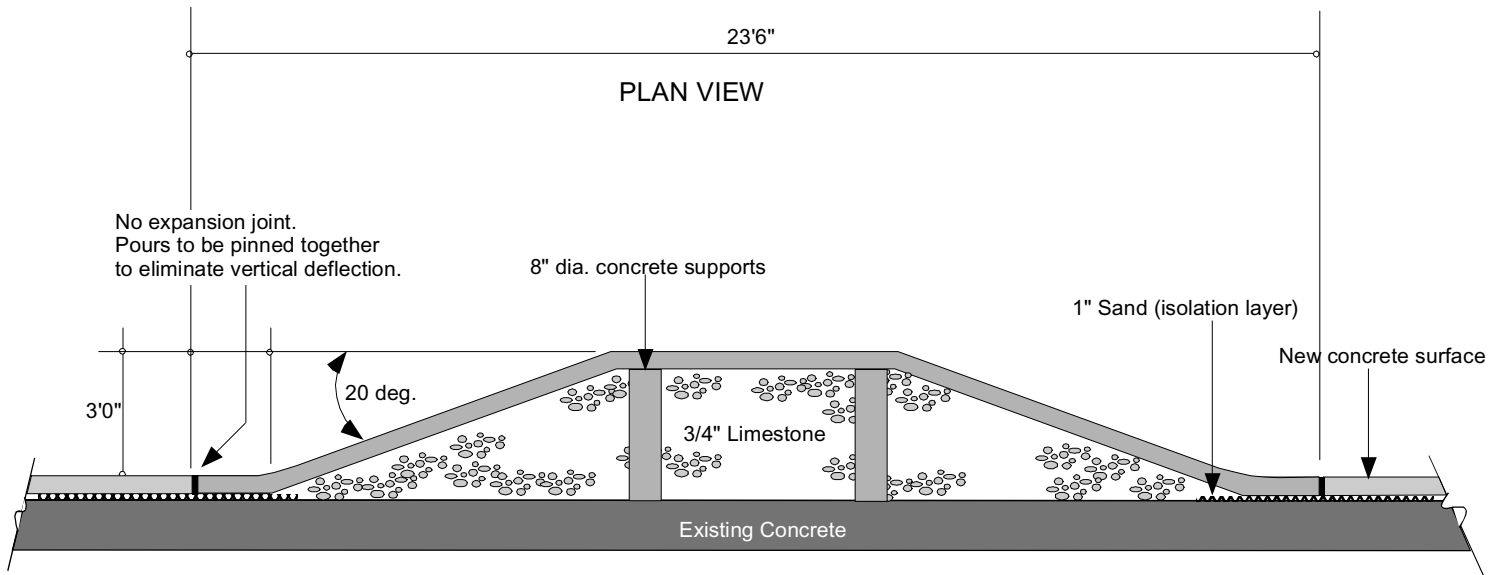 23'6"
PLAN VIEW
No expansion joint.
Pours to be pinned together
to eliminate vertical deflection.
8" dia. concrete supports
1" Sand (isolation layer)
New concrete surface
20 deg.
3'0"
3/4" Limestone
Existing Concrete